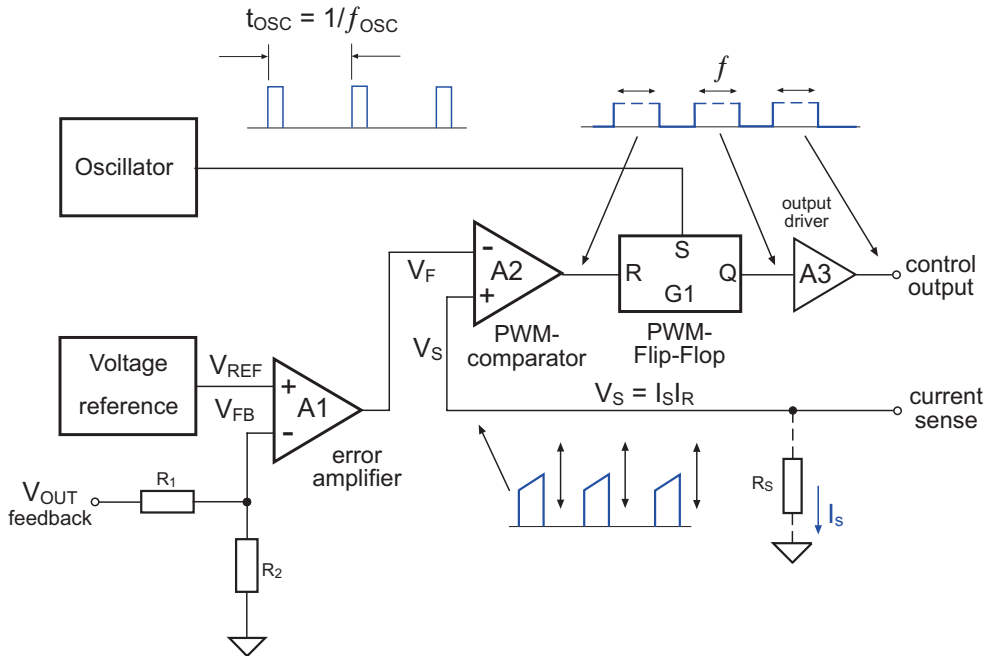 tOSC = 1/fOSC
f
Oscillator
output
driver
S
A2
-
+
R
Q
G1
A3
control
output
VF
VS
PWM-
comparator
PWM-
Flip-Flop
Voltage
reference
VREF
VFB
+
-
A1
error
amplifier
VS = ISIR
current
sense
VOUT
feedback
R1
R2
RS
Is